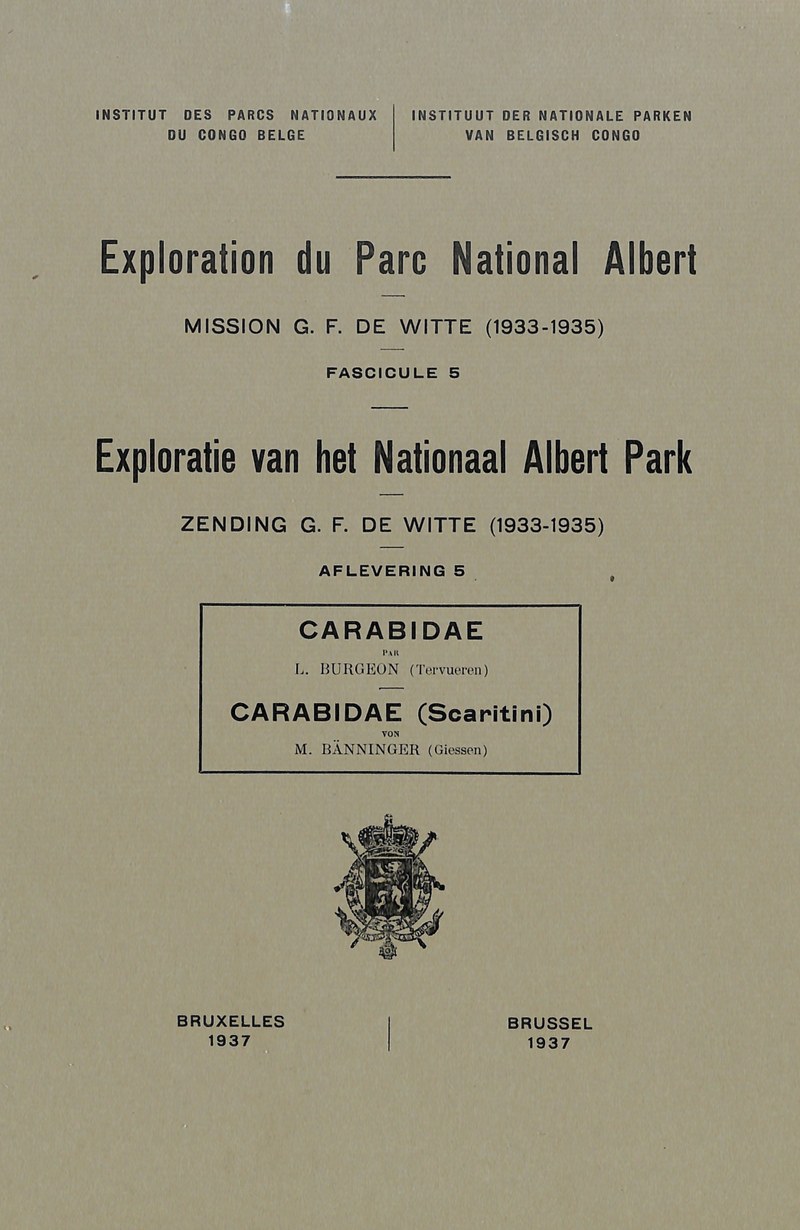 INSTITUT DES PARCS NATIONAUX
DU CONGO BELGE
INSTITUUT DER NATIONALE PARKEN
VAN BELGISCH CONGO
Exploration du Parc National Albert
MISSION G. F. DE WITTE (1933-1935)
FASCICULE 5
Exploratie van het Nationaal Albert Park
ZENDING G. F. DE WITTE (1933-1935)
AFLEVERING 5
CARABIDAE
PAR
L. BURGEON (Tervueren)
CARABIDAE (Scaritini)
VON
M. BÄNNINGER (Giessen)
BRUXELLES
1937
BRUSSEL
1937